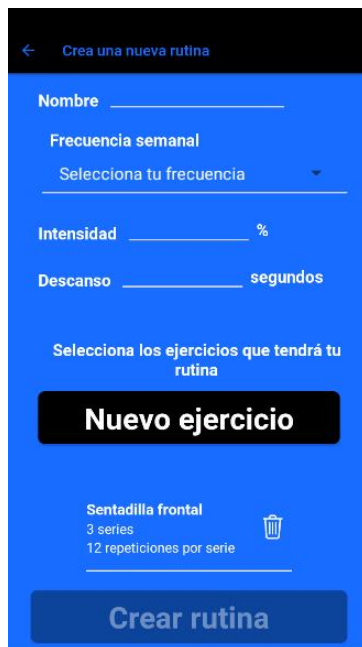 Crea una nueva rutina
Nombre
Frecuencia semanal
Selecciona tu frecuencia
Intensidad %
Descanso segundos
Selecciona los ejercicios que tendrá tu
rutina
Nuevo ejercicio
Sentadilla frontal
3 series
12 repeticiones por serie
Crear rutina